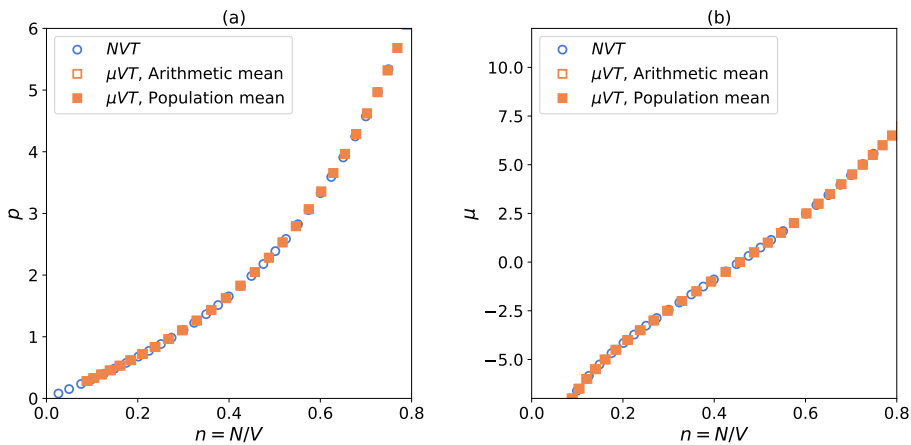 (a)
6
5
4
3
2
1
0
p
NVT
μVT, Arithmetic mean
μVT, Population mean
0.0 0.2 0.4 0.6 0.8
n = N/V
(b)
10.0
7.5
5.0
2.5
0.0
−2.5
−5.0
μ
NVT
μVT, Arithmetic mean
μVT, Population mean
0.0 0.2 0.4 0.6 0.8
n = N/V